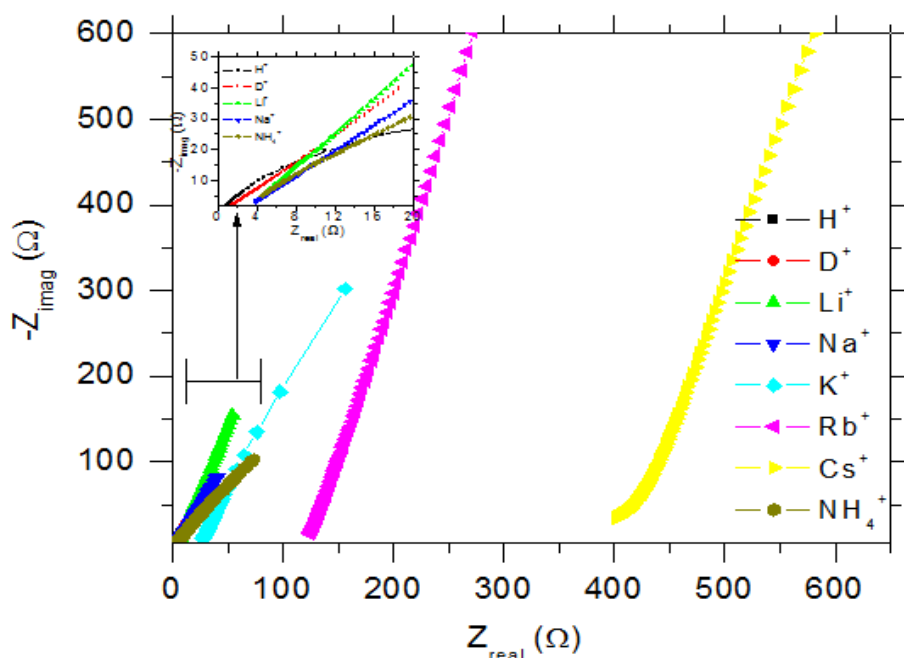 600
500
400
300
200
100
0
100
200
300
400
500
600
-Z_imag (Ω)
Z_real (Ω)
50
40
30
20
10
0
4
8
12
16
20
-Z_imag (Ω)
Z_real (Ω)
H⁺
D⁺
Li⁺
Na⁺
NH₄⁺
H⁺
D⁺
Li⁺
Na⁺
K⁺
Rb⁺
Cs⁺
NH₄⁺